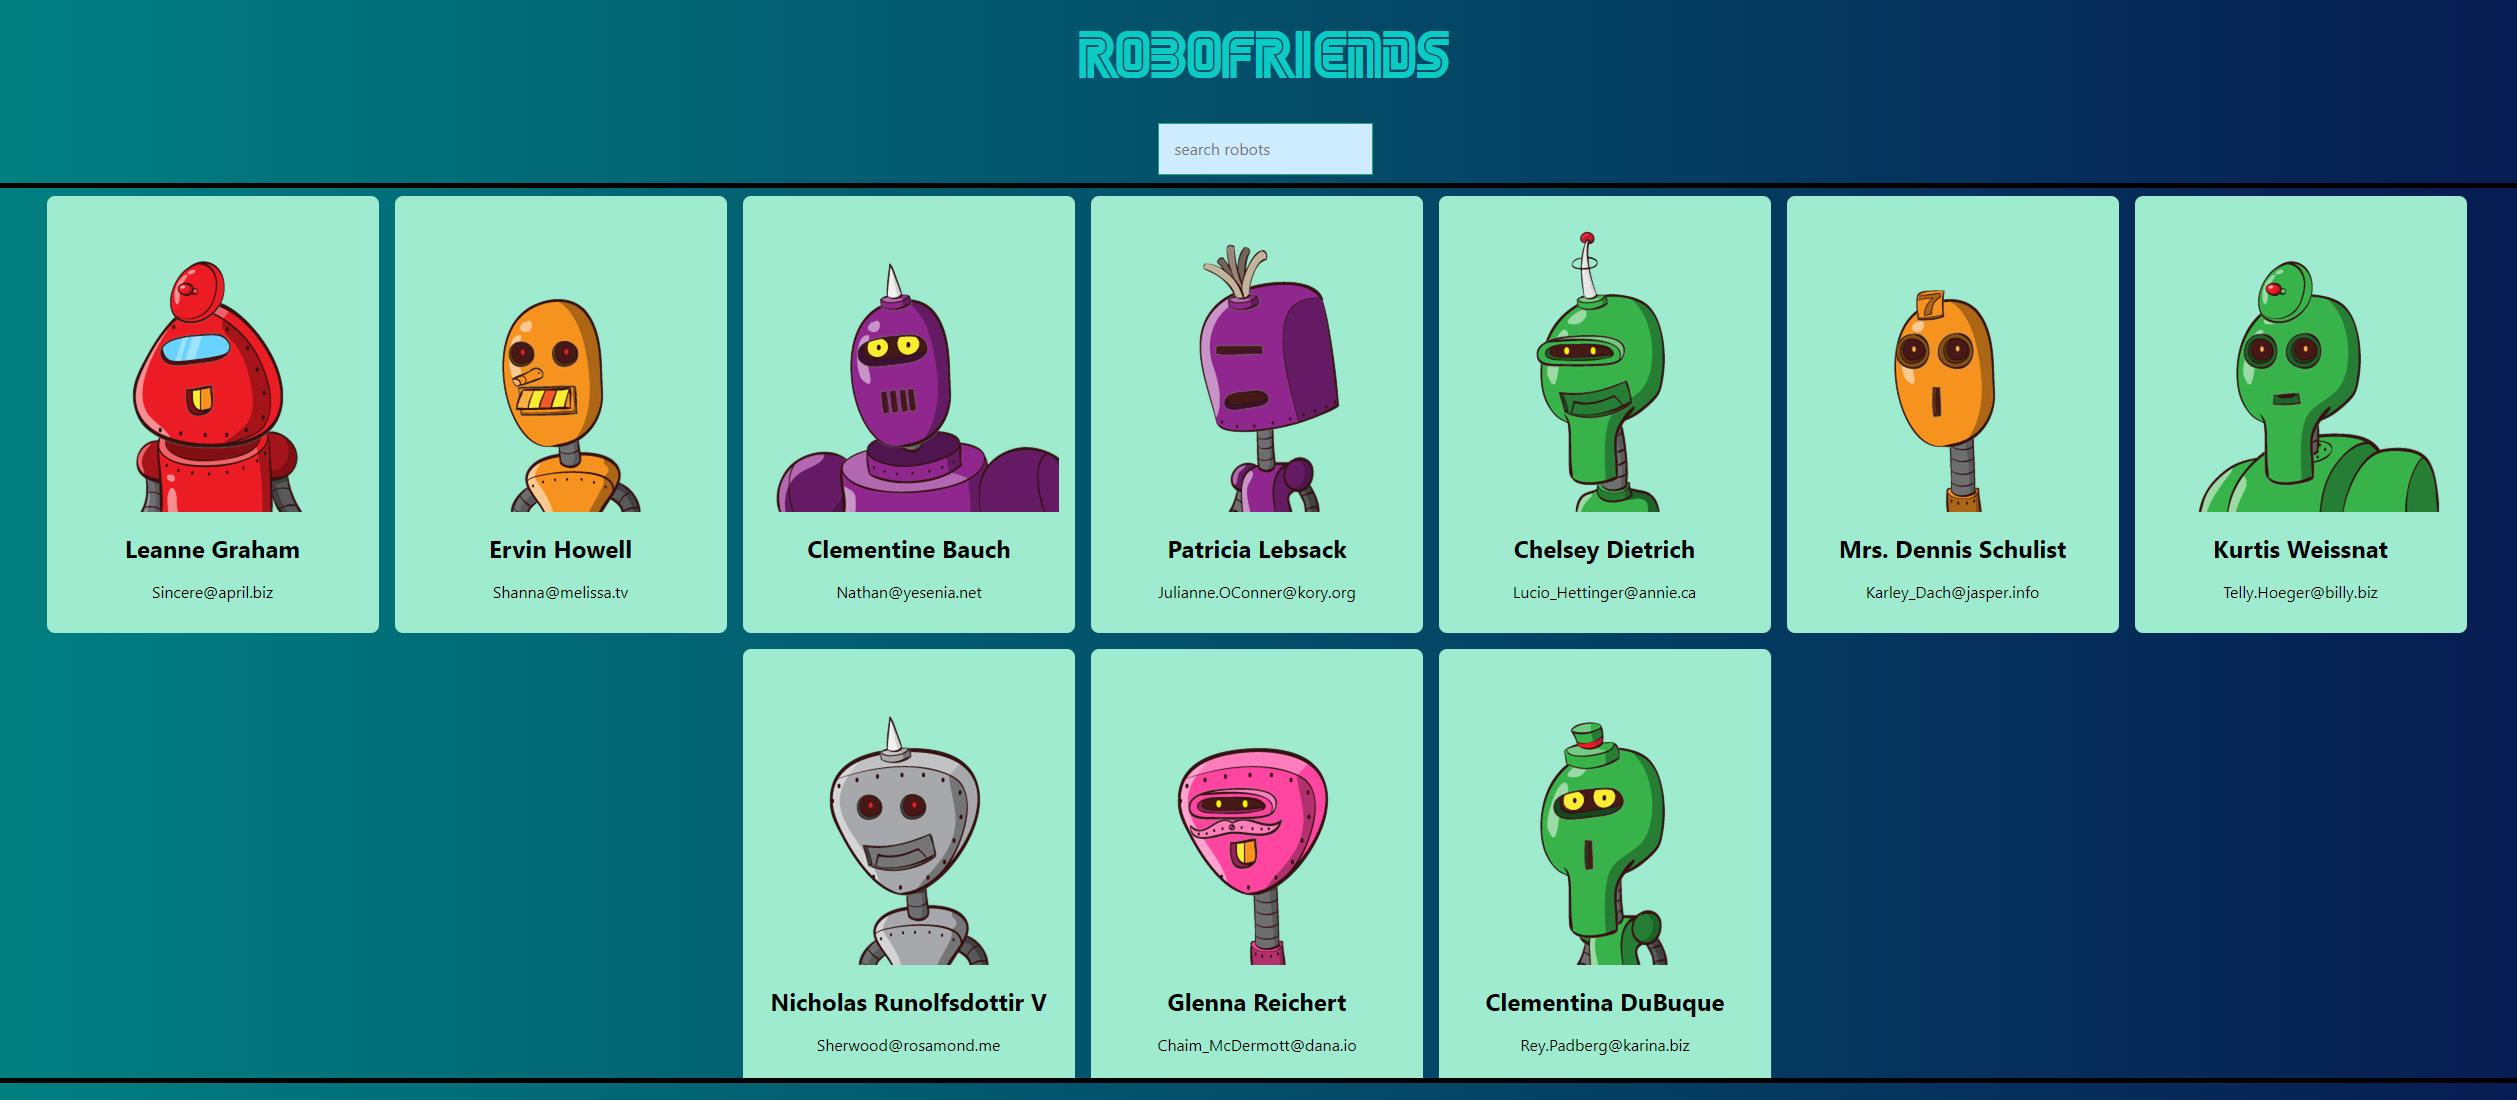 ROBOFRIENDS
search robots
7
Leanne Graham
Sincere@april.biz
Ervin Howell
Shanna@melissa.tv
Clementine Bauch
Nathan@yesenia.net
Patricia Lebsack
Julianne.OConner@kory.org
Chelsey Dietrich
Lucio_Hettinger@annie.ca
Mrs. Dennis Schulist
Karley_Dach@jasper.info
Kurtis Weissnat
Telly.Hoeger@billy.biz
Nicholas Runolfsdottir V
Sherwood@rosamond.me
Glenna Reichert
Chaim_McDermott@dana.io
Clementina DuBuque
Rey.Padberg@karina.biz